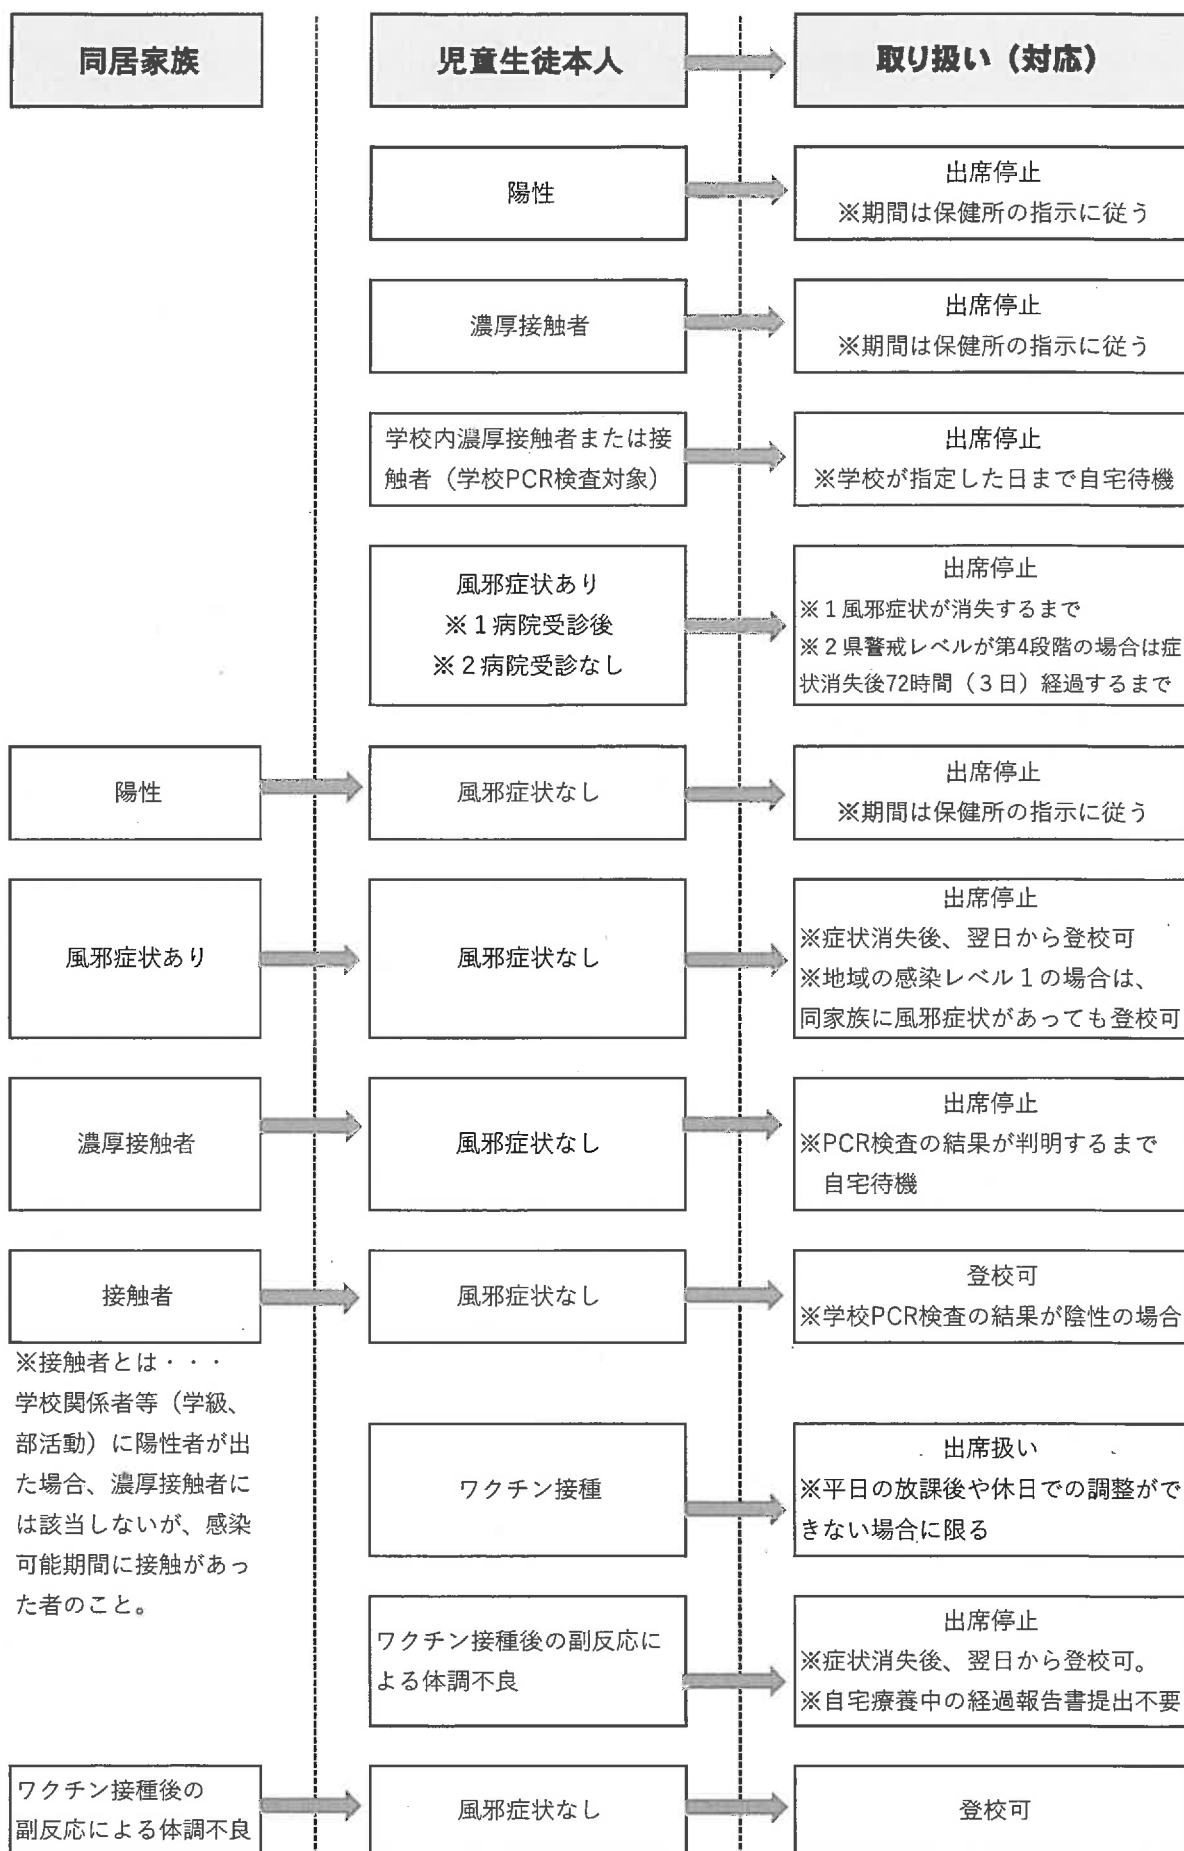 同居家族
児童生徒本人
取り扱い（対応）
陽性
出席停止
※期間は保健所の指示に従う
濃厚接触者
出席停止
※期間は保健所の指示に従う
学校内濃厚接触者または接
触者（学校PCR検査対象）
出席停止
※学校が指定した日まで自宅待機
風邪症状あり
※１病院受診後
※２病院受診なし
出席停止
※１風邪症状が消失するまで
※２県警戒レベルが第4段階の場合は症
状消失後72時間（３日）経過するまで
陽性
風邪症状なし
出席停止
※期間は保健所の指示に従う
風邪症状あり
風邪症状なし
出席停止
※症状消失後、翌日から登校可
※地域の感染レベル１の場合は、
同家族に風邪症状があっても登校可
濃厚接触者
風邪症状なし
出席停止
※PCR検査の結果が判明するまで
自宅待機
接触者
風邪症状なし
登校可
※学校PCR検査の結果が陰性の場合
※接触者とは・・・
学校関係者等（学級、
部活動）に陽性者が出
た場合、濃厚接触者に
は該当しないが、感染
可能期間に接触があっ
た者のこと。
ワクチン接種
出席扱い
※平日の放課後や休日での調整がで
きない場合に限る
ワクチン接種後の副反応に
よる体調不良
出席停止
※症状消失後、翌日から登校可。
※自宅療養中の経過報告書提出不要
ワクチン接種後の
副反応による体調不良
風邪症状なし
登校可